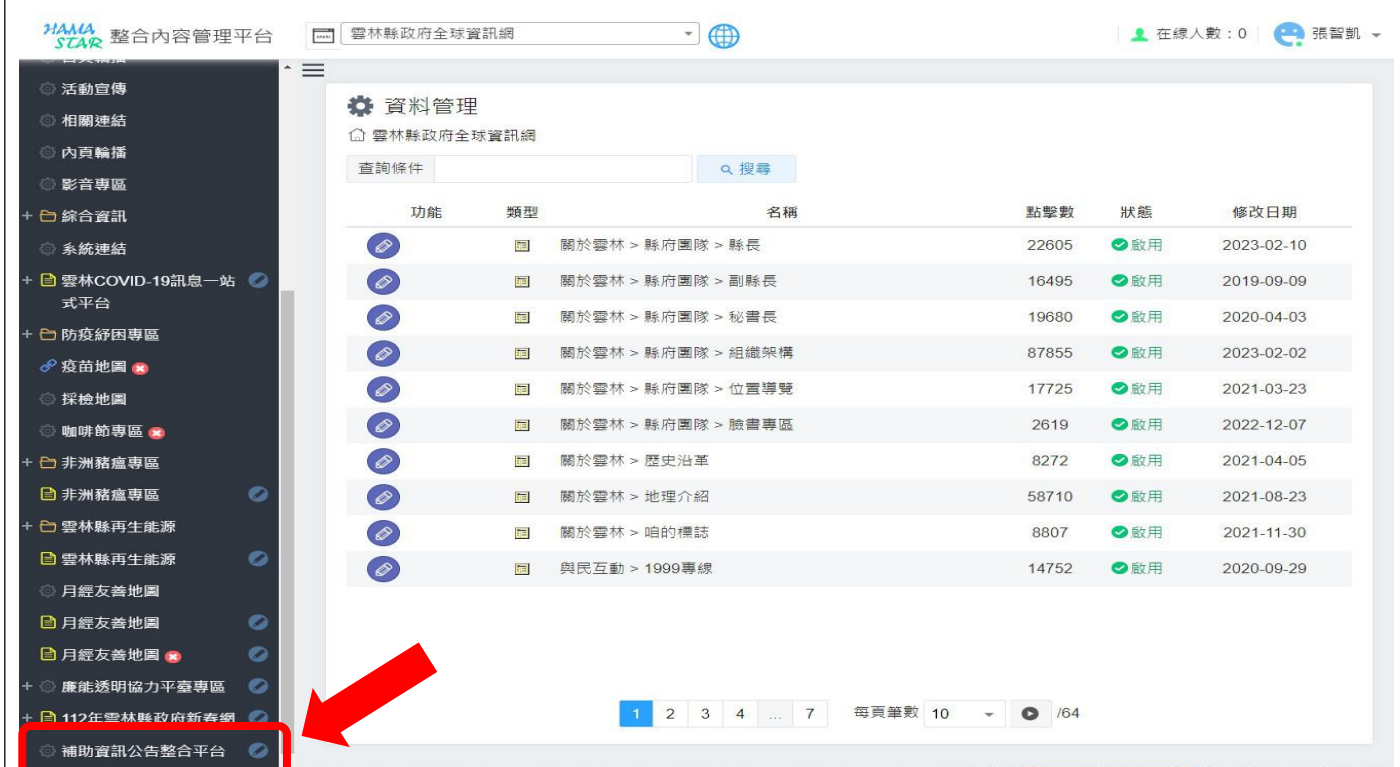 HAMA STAR 整合內容管理平台
雲林縣政府全球資訊網
在線人數：0
張智凱
首頁輪播
活動宣傳
相關連結
內頁輪播
影音專區
+ 綜合資訊
系統連結
+ 雲林COVID-19訊息一站
式平台
+ 防疫紓困專區
疫苗地圖
採檢地圖
咖啡節專區
+ 非洲豬瘟專區
非洲豬瘟專區
+ 雲林縣再生能源
雲林縣再生能源
月經友善地圖
月經友善地圖
月經友善地圖
+ 廉能透明協力平臺專區
+ 112年雲林縣政府新春網
補助資訊公告整合平台
資料管理
雲林縣政府全球資訊網
查詢條件 搜尋
功能 類型 名稱 點擊數 狀態 修改日期
關於雲林 > 縣府團隊 > 縣長 22605 啟用 2023-02-10
關於雲林 > 縣府團隊 > 副縣長 16495 啟用 2019-09-09
關於雲林 > 縣府團隊 > 秘書長 19680 啟用 2020-04-03
關於雲林 > 縣府團隊 > 組織架構 87855 啟用 2023-02-02
關於雲林 > 縣府團隊 > 位置導覽 17725 啟用 2021-03-23
關於雲林 > 縣府團隊 > 臉書專區 2619 啟用 2022-12-07
關於雲林 > 歷史沿革 8272 啟用 2021-04-05
關於雲林 > 地理介紹 58710 啟用 2021-08-23
關於雲林 > 咱的標誌 8807 啟用 2021-11-30
與民互動 > 1999專線 14752 啟用 2020-09-29
1 2 3 4 ... 7 每頁筆數 10 /64